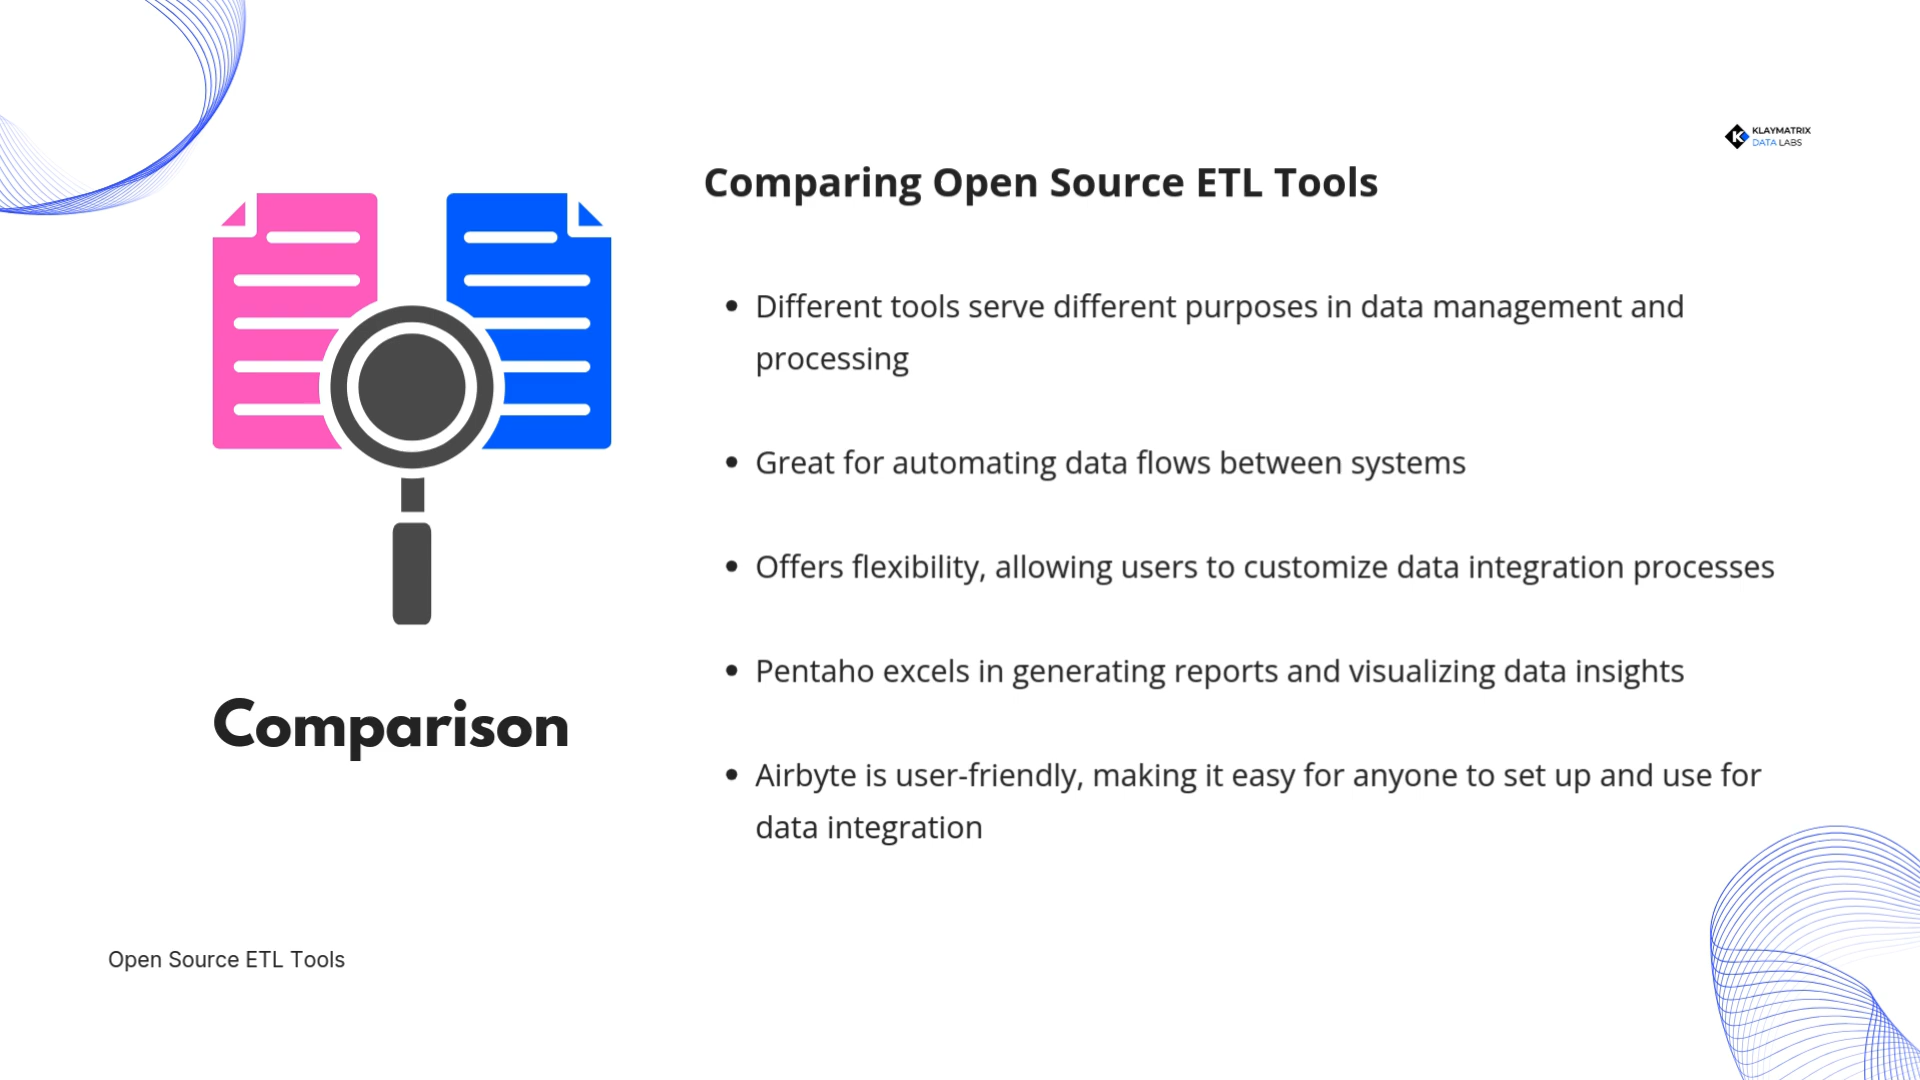 KLAYMATRIX
DATA LABS
Comparing Open Source ETL Tools
• Different tools serve different purposes in data management and
processing
• Great for automating data flows between systems
• Offers flexibility, allowing users to customize data integration processes
• Pentaho excels in generating reports and visualizing data insights
• Airbyte is user-friendly, making it easy for anyone to set up and use for
data integration
Comparison
Open Source ETL Tools